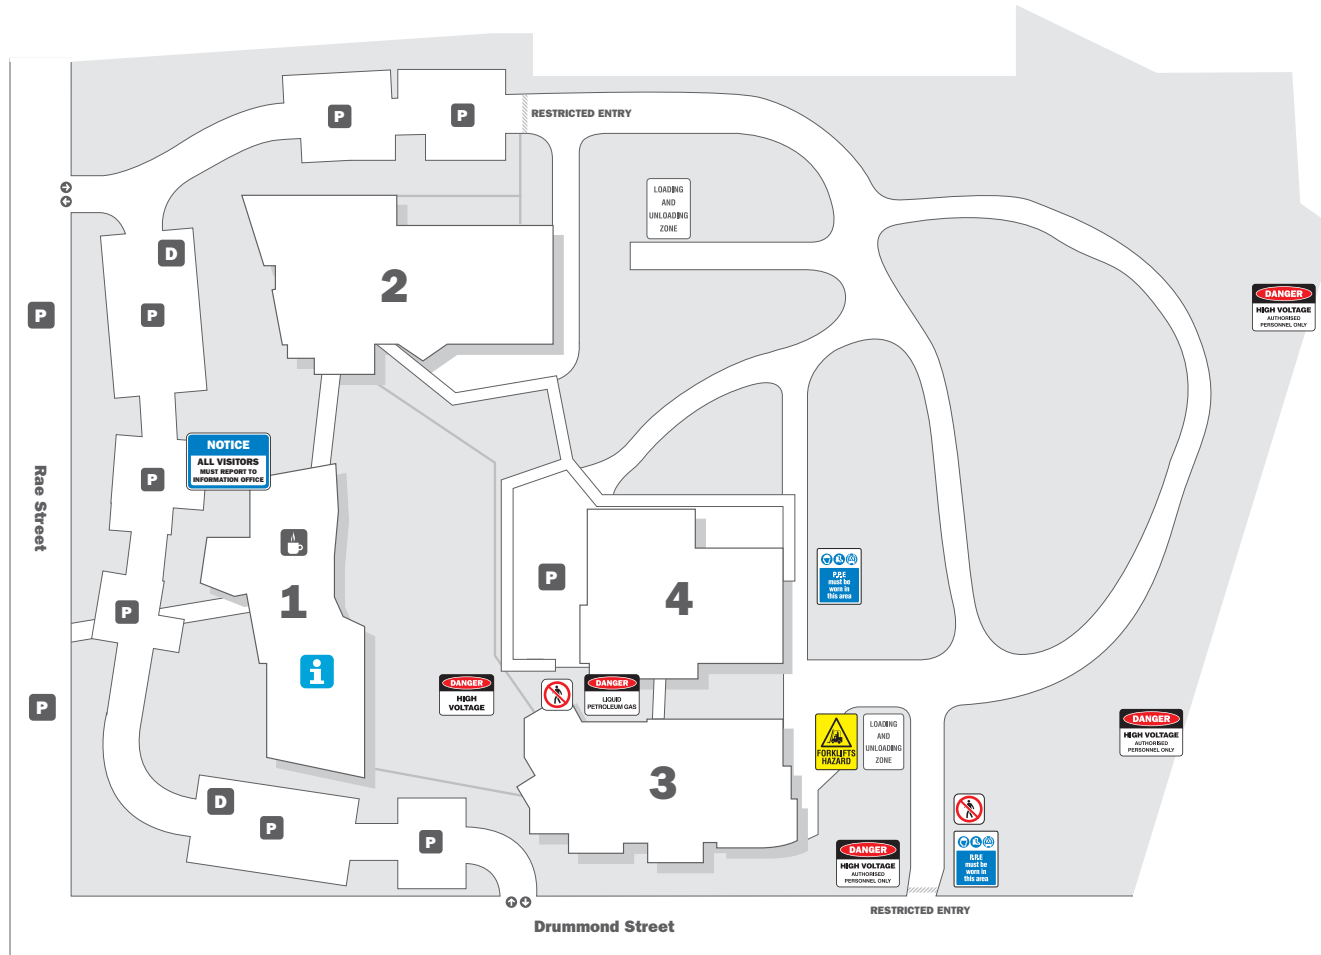 P
P
RESTRICTED ENTRY
LOADING
AND
UNLOADING
ZONE
D
2
P
P
DANGER
HIGH VOLTAGE
AUTHORISED
PERSONNEL ONLY
NOTICE
ALL VISITORS
MUST REPORT TO
INFORMATION OFFICE
P
Rae Street
1
i
P
P
4
P.P.E
must be
worn in
this area
P
DANGER
HIGH
VOLTAGE
DANGER
LIQUID
PETROLEUM GAS
FORKLIFTS
HAZARD
LOADING
AND
UNLOADING
ZONE
DANGER
HIGH VOLTAGE
AUTHORISED
PERSONNEL ONLY
3
D
P
P
DANGER
HIGH VOLTAGE
AUTHORISED
PERSONNEL ONLY
P.P.E
must be
worn in
this area
RESTRICTED ENTRY
Drummond Street